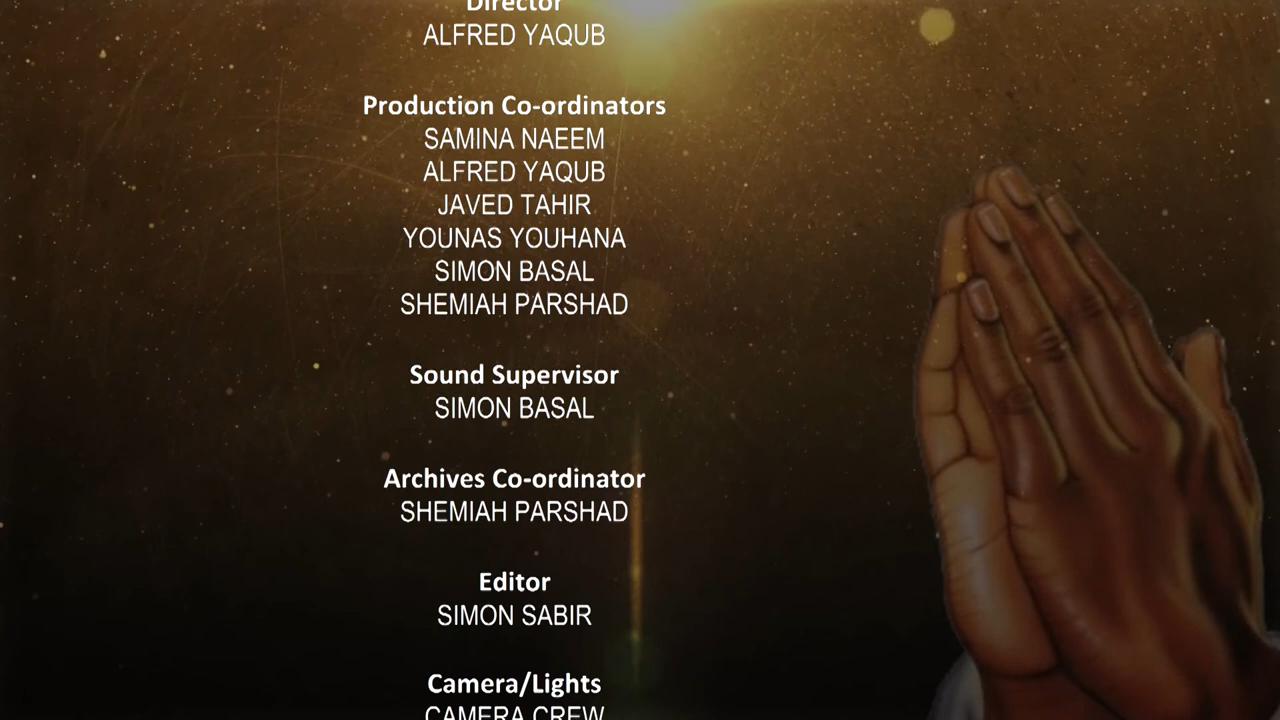 Director
ALFRED YAQUB
Production Co-ordinators
SAMINA NAEEM
ALFRED YAQUB
JAVED TAHIR
YOUNAS YOUHANA
SIMON BASAL
SHEMIAH PARSHAD
Sound Supervisor
SIMON BASAL
Archives Co-ordinator
SHEMIAH PARSHAD
Editor
SIMON SABIR
Camera/Lights
CAMERA CREW